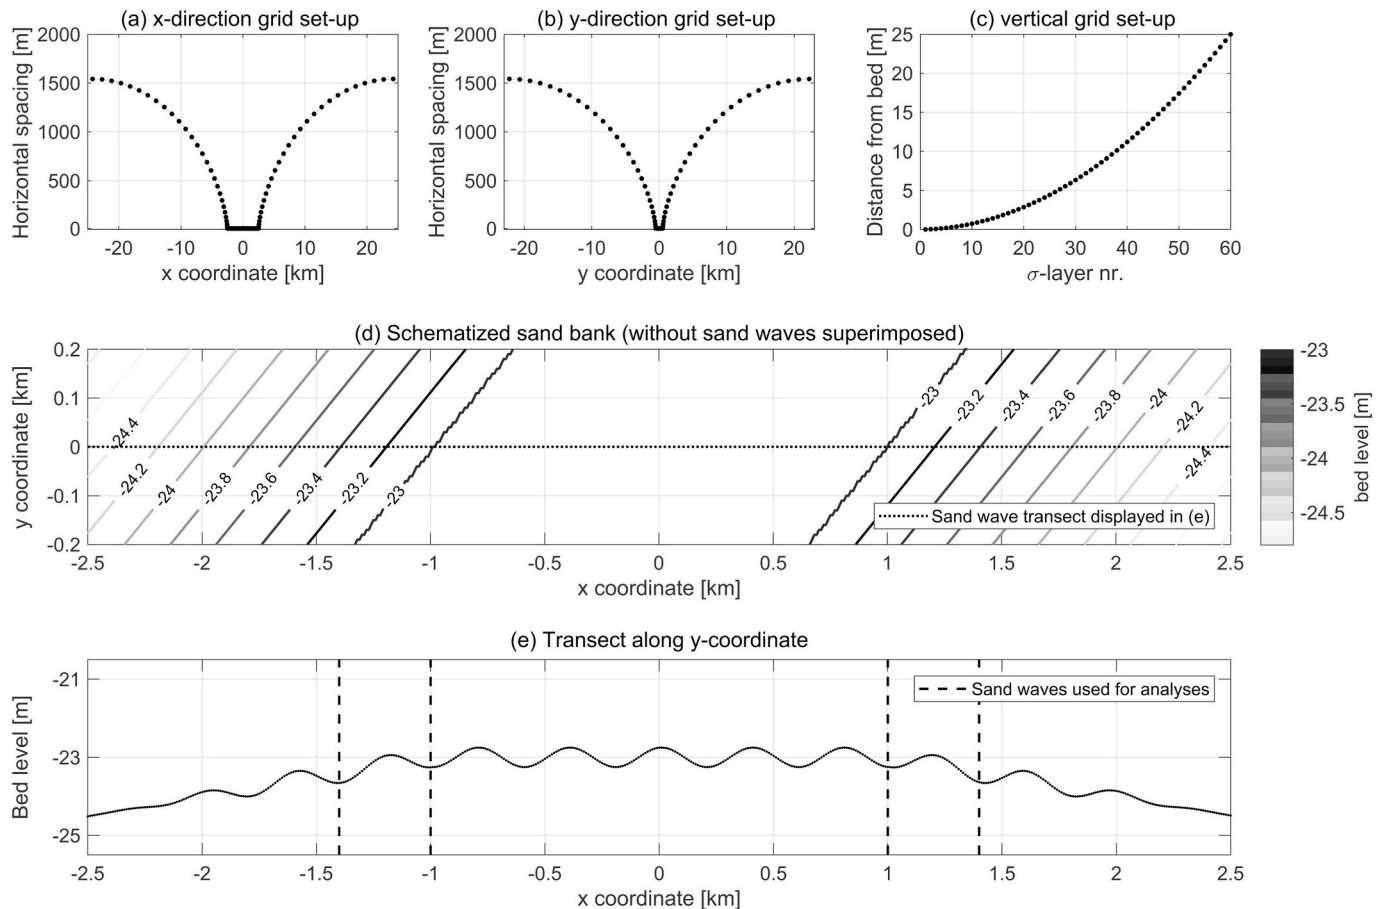 (a) x-direction grid set-up
2000
1500
1000
500
0
Horizontal spacing [m]
-20 -10 0 10 20
x coordinate [km]
(b) y-direction grid set-up
2000
1500
1000
500
0
Horizontal spacing [m]
-20 -10 0 10 20
y coordinate [km]
(c) vertical grid set-up
25
20
15
10
5
0
Distance from bed [m]
0 10 20 30 40 50 60
σ-layer nr.
(d) Schematized sand bank (without sand waves superimposed)
0.2
0.1
0
-0.1
-0.2
y coordinate [km]
-24.4
-24.2
-24
-23.8
-23.6
-23.4
-23.2
-23
-23
-23.2
-23.4
-23.6
-23.8
-24
-24.2
-24.4
Sand wave transect displayed in (e)
-2.5 -2 -1.5 -1 -0.5 0 0.5 1 1.5 2 2.5
x coordinate [km]
-23
-23.5
-24
-24.5
bed level [m]
(e) Transect along y-coordinate
-21
-23
-25
Bed level [m]
Sand waves used for analyses
-2.5 -2 -1.5 -1 -0.5 0 0.5 1 1.5 2 2.5
x coordinate [km]